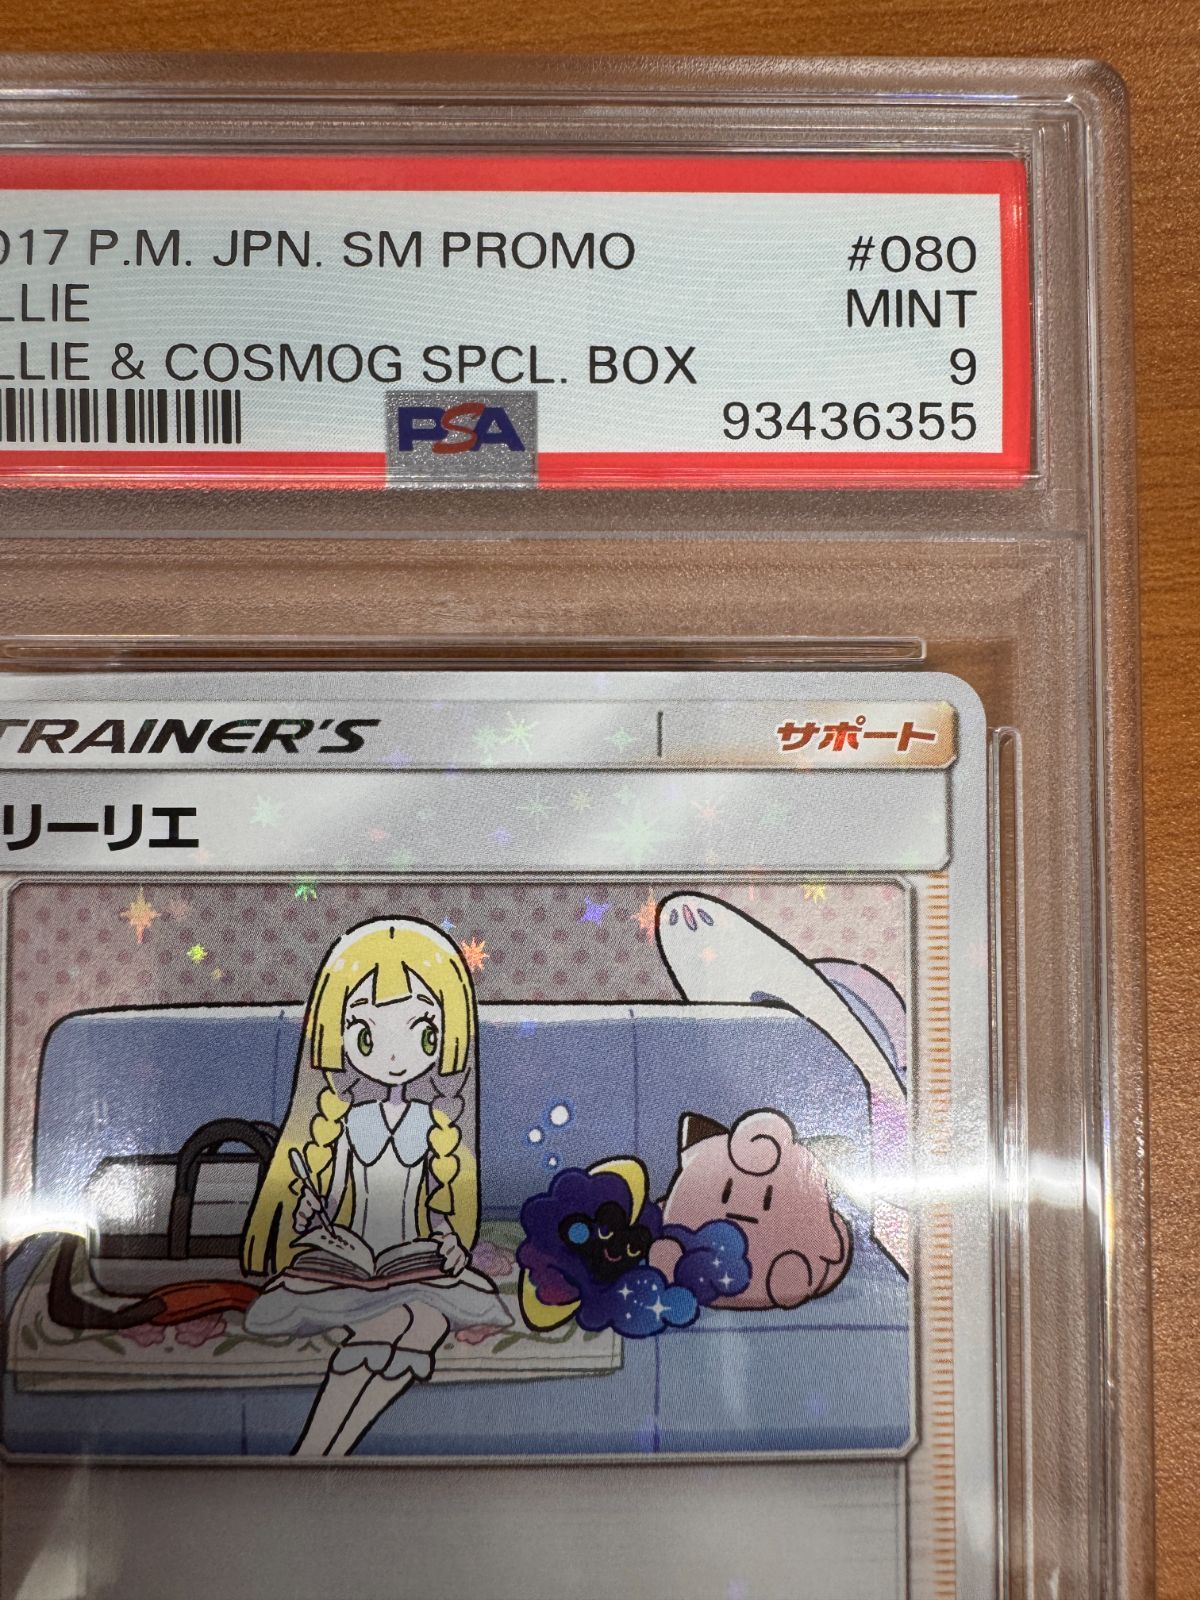 017 P.M. JPN. SM PROMO #080
LLIE MINT
LLIE & COSMOG SPCL. BOX 9
PSA 93436355
TRAINER'S サポート
リーリエ